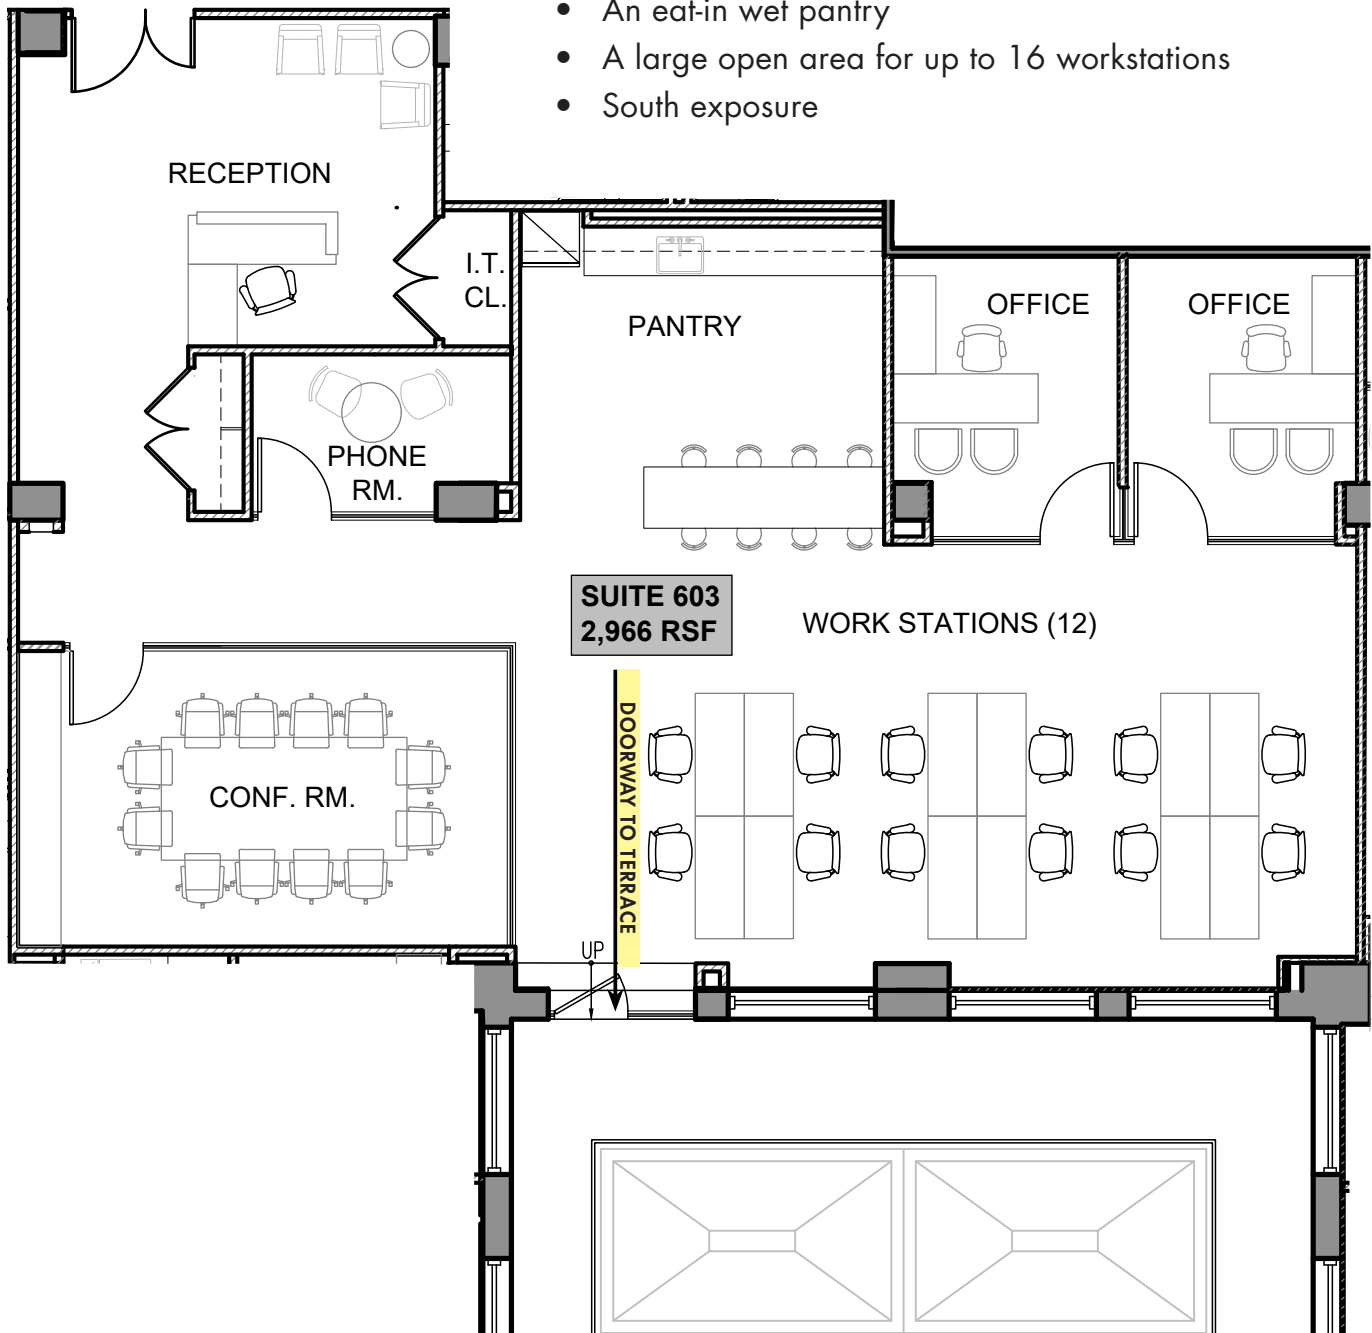 • An eat-in wet pantry
• A large open area for up to 16 workstations
• South exposure
RECEPTION
I.T.
CL.
PANTRY
OFFICE
OFFICE
PHONE
RM.
SUITE 603
2,966 RSF
WORK STATIONS (12)
DOORWAY TO TERRACE
CONF. RM.
UP